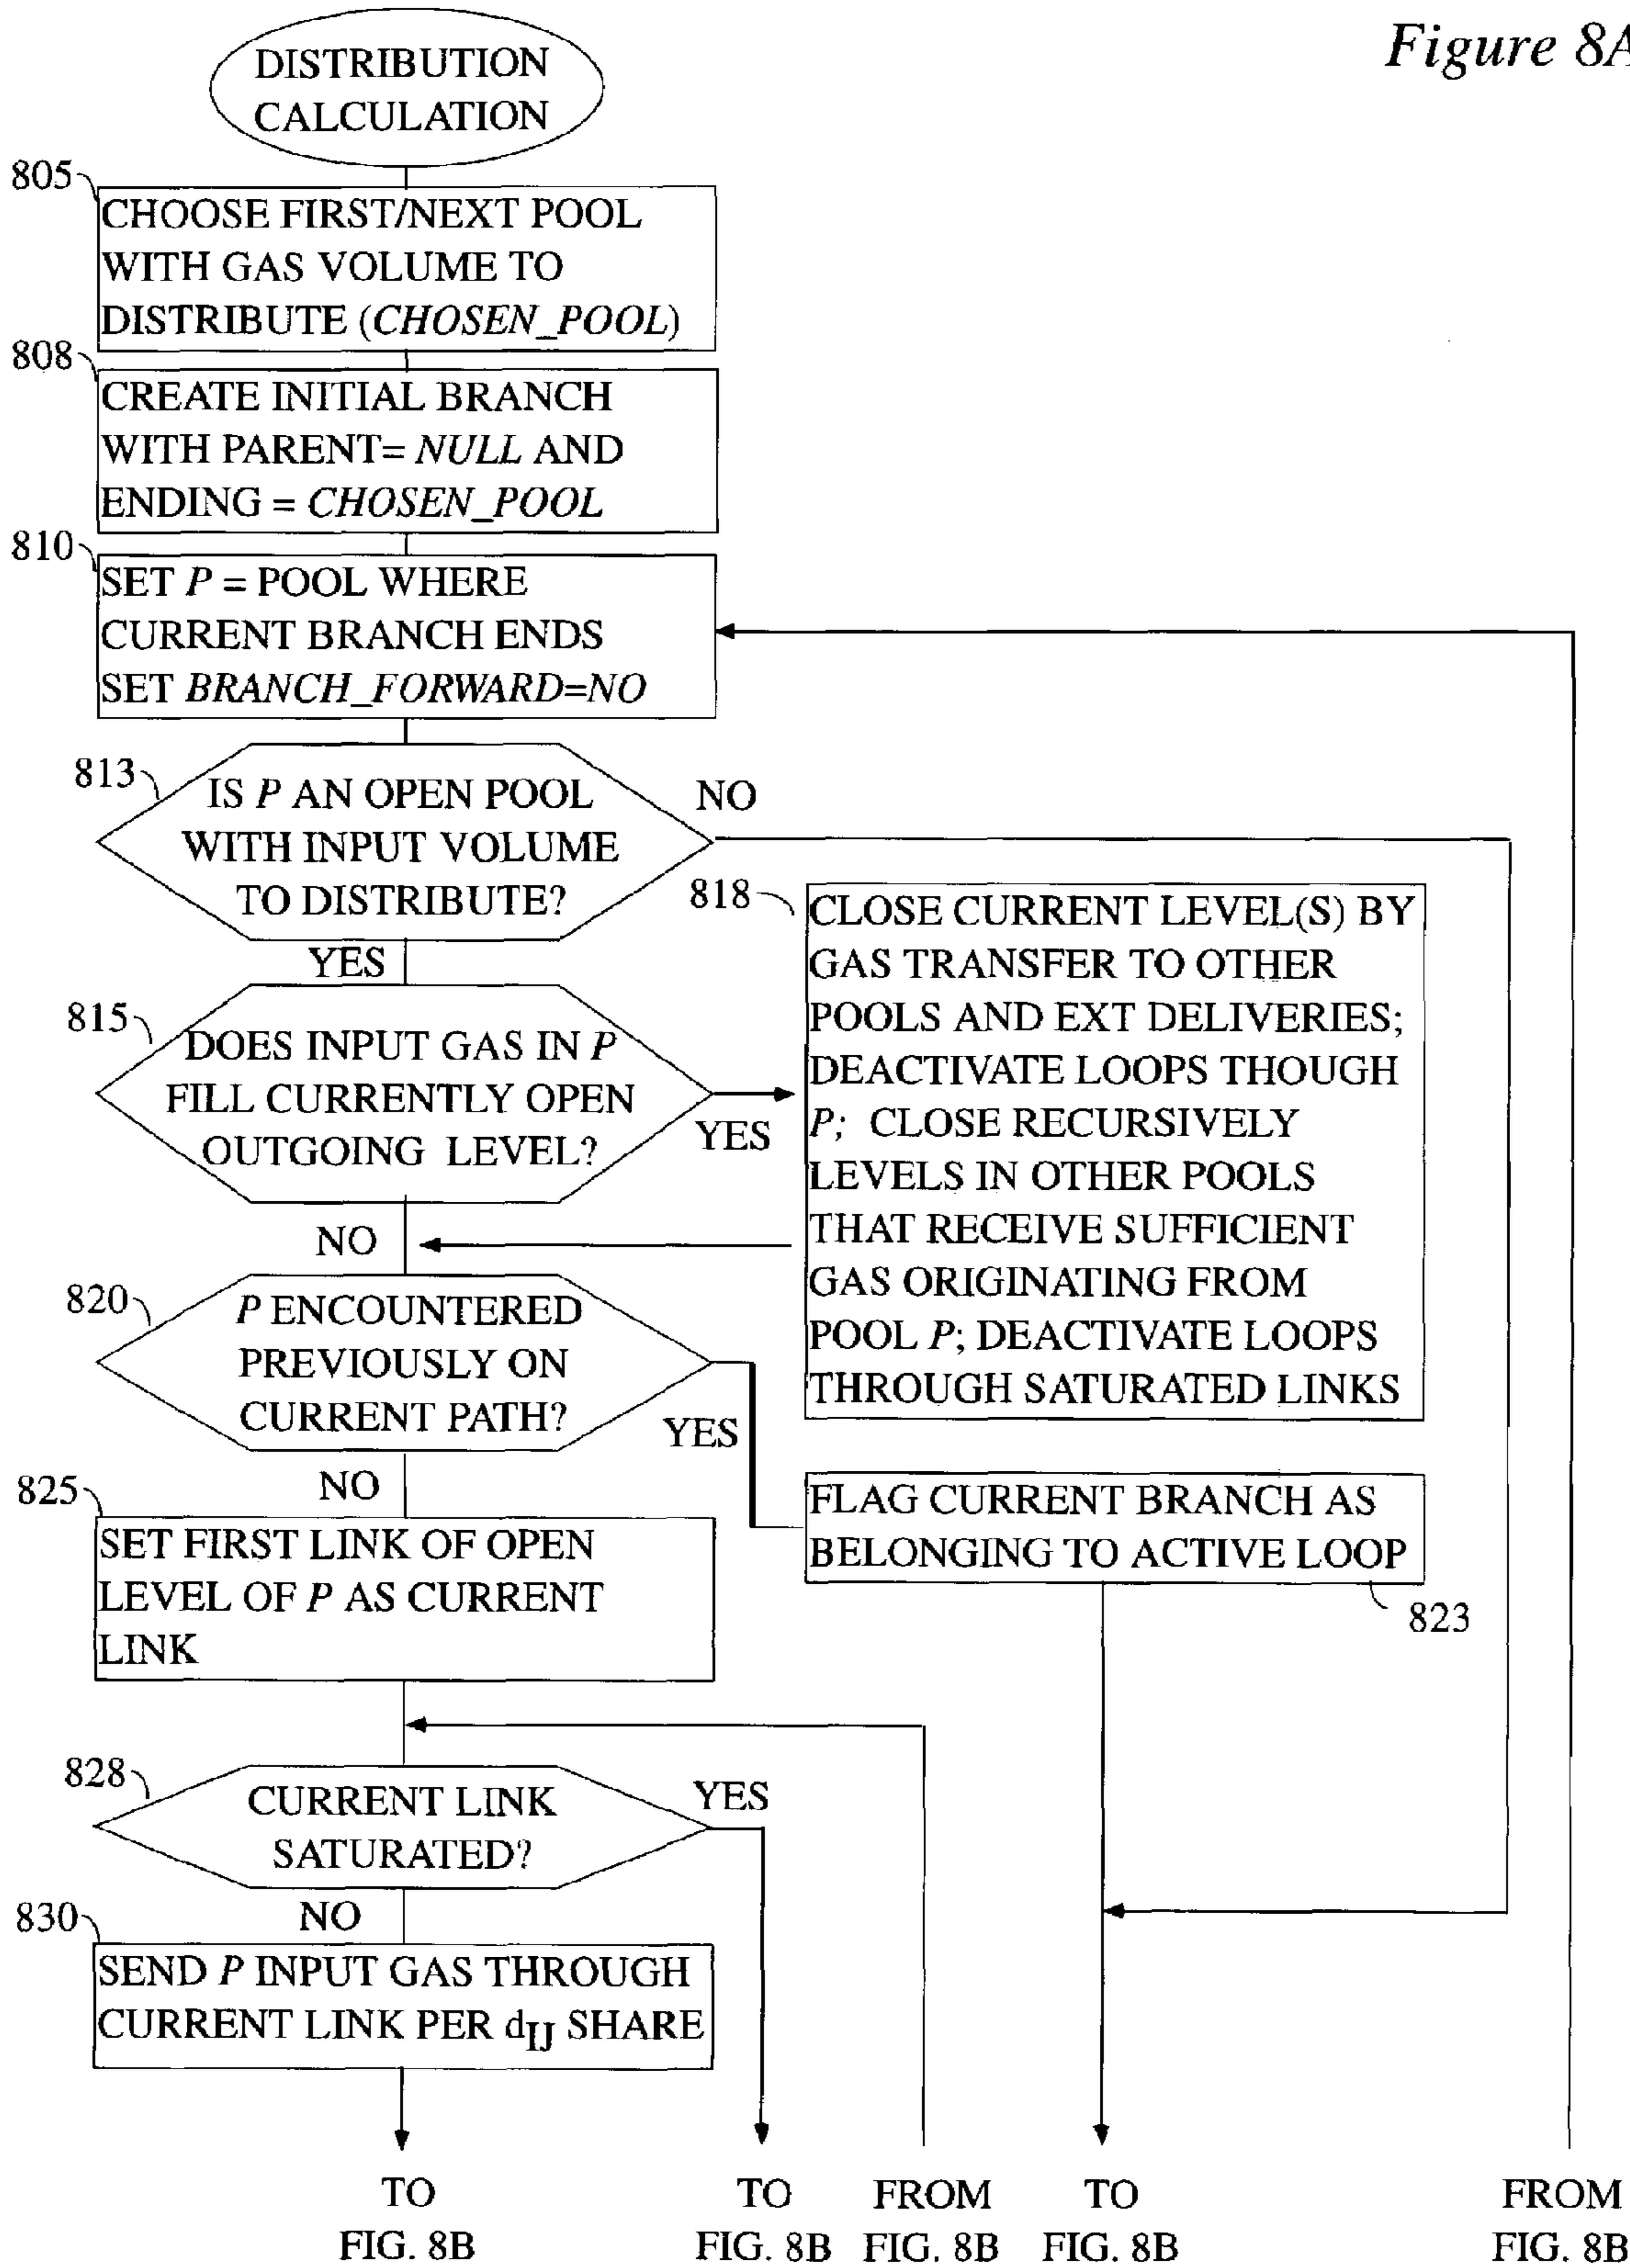 Figure 8A
DISTRIBUTION
CALCULATION
805
CHOOSE FIRST/NEXT POOL
WITH GAS VOLUME TO
DISTRIBUTE (CHOSEN_POOL)
808
CREATE INITIAL BRANCH
WITH PARENT= NULL AND
ENDING = CHOSEN_POOL
810
SET P = POOL WHERE
CURRENT BRANCH ENDS
SET BRANCH_FORWARD=NO
813
IS P AN OPEN POOL
WITH INPUT VOLUME
TO DISTRIBUTE?
NO
YES
815
DOES INPUT GAS IN P
FILL CURRENTLY OPEN
OUTGOING LEVEL?
YES
NO
818
CLOSE CURRENT LEVEL(S) BY
GAS TRANSFER TO OTHER
POOLS AND EXT DELIVERIES;
DEACTIVATE LOOPS THOUGH
P; CLOSE RECURSIVELY
LEVELS IN OTHER POOLS
THAT RECEIVE SUFFICIENT
GAS ORIGINATING FROM
POOL P; DEACTIVATE LOOPS
THROUGH SATURATED LINKS
820
P ENCOUNTERED
PREVIOUSLY ON
CURRENT PATH?
YES
NO
FLAG CURRENT BRANCH AS
BELONGING TO ACTIVE LOOP
823
825
SET FIRST LINK OF OPEN
LEVEL OF P AS CURRENT
LINK
828
CURRENT LINK
SATURATED?
YES
NO
830
SEND P INPUT GAS THROUGH
CURRENT LINK PER dIJ SHARE
TO
FIG. 8B
TO
FIG. 8B
FROM
FIG. 8B
TO
FIG. 8B
FROM
FIG. 8B